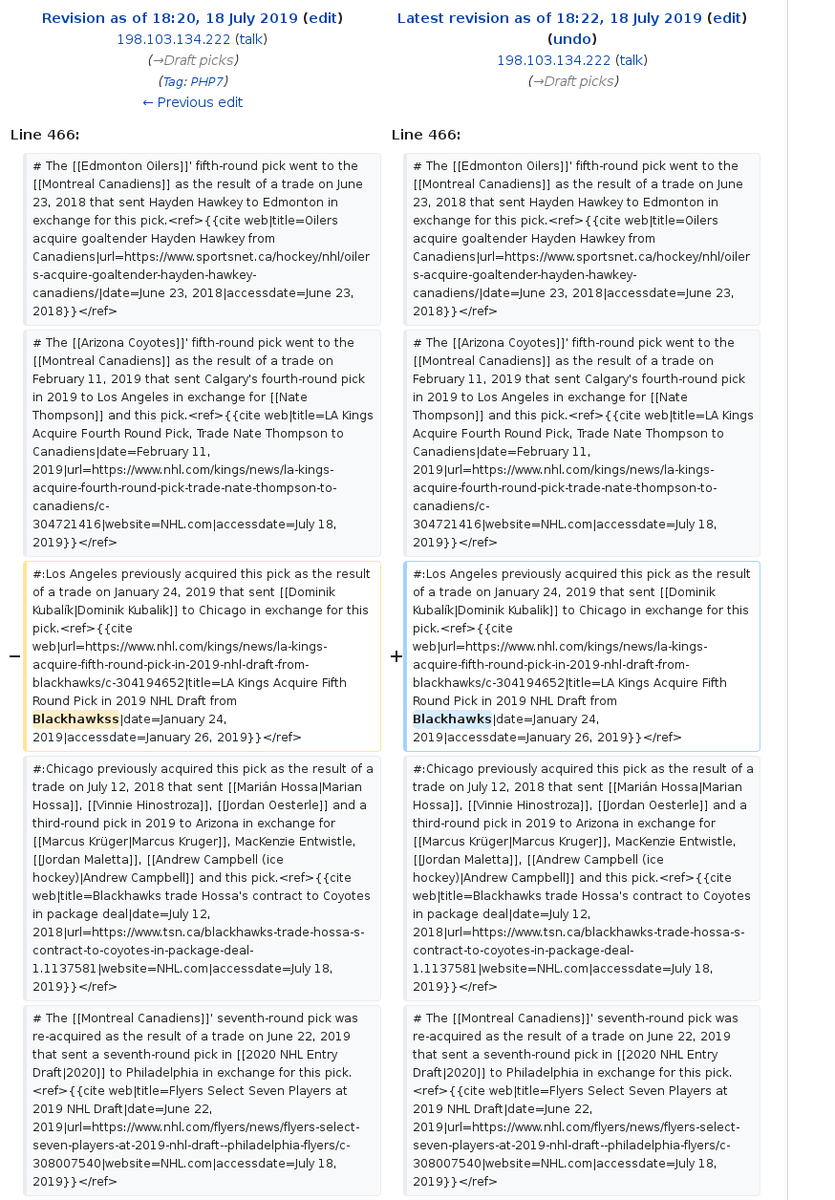 Revision as of 18:20, 18 July 2019 (edit)
198.103.134.222 (talk)
(→Draft picks)
(Tag: PHP7)
← Previous edit
Latest revision as of 18:22, 18 July 2019 (edit)
(undo)
198.103.134.222 (talk)
(→Draft picks)
Line 466:
# The [[Edmonton Oilers]]' fifth-round pick went to the
[[Montreal Canadiens]] as the result of a trade on June
23, 2018 that sent Hayden Hawkey to Edmonton in
exchange for this pick.<ref>{{cite web|title=Oilers
acquire goaltender Hayden Hawkey from
Canadiens|url=https://www.sportsnet.ca/hockey/nhl/oiler
s-acquire-goaltender-hayden-hawkey-
canadiens/|date=June 23, 2018|accessdate=June 23,
2018}}</ref>
# The [[Arizona Coyotes]]' fifth-round pick went to the
[[Montreal Canadiens]] as the result of a trade on
February 11, 2019 that sent Calgary's fourth-round pick
in 2019 to Los Angeles in exchange for [[Nate
Thompson]] and this pick.<ref>{{cite web|title=LA Kings
Acquire Fourth Round Pick, Trade Nate Thompson to
Canadiens|date=February 11,
2019|url=https://www.nhl.com/kings/news/la-kings-
acquire-fourth-round-pick-trade-nate-thompson-to-
canadiens/c-
304721416|website=NHL.com|accessdate=July 18,
2019}}</ref>
−
#:Los Angeles previously acquired this pick as the result
of a trade on January 24, 2019 that sent [[Dominik
Kubalík|Dominik Kubalik]] to Chicago in exchange for this
pick.<ref>{{cite
web|url=https://www.nhl.com/kings/news/la-kings-
acquire-fifth-round-pick-in-2019-nhl-draft-from-
blackhawks/c-304194652|title=LA Kings Acquire Fifth
Round Pick in 2019 NHL Draft from
Blackhawkss|date=January 24,
2019|accessdate=January 26, 2019}}</ref>
#:Chicago previously acquired this pick as the result of a
trade on July 12, 2018 that sent [[Marián Hossa|Marian
Hossa]], [[Vinnie Hinostroza]], [[Jordan Oesterle]] and a
third-round pick in 2019 to Arizona in exchange for
[[Marcus Krüger|Marcus Kruger]], MacKenzie Entwistle,
[[Jordan Maletta]], [[Andrew Campbell (ice
hockey)|Andrew Campbell]] and this pick.<ref>{{cite
web|title=Blackhawks trade Hossa's contract to Coyotes
in package deal|date=July 12,
2018|url=https://www.tsn.ca/blackhawks-trade-hossa-s-
contract-to-coyotes-in-package-deal-
1.1137581|website=NHL.com|accessdate=July 18,
2019}}</ref>
# The [[Montreal Canadiens]]' seventh-round pick was
re-acquired as the result of a trade on June 22, 2019
that sent a seventh-round pick in [[2020 NHL Entry
Draft|2020]] to Philadelphia in exchange for this pick.
<ref>{{cite web|title=Flyers Select Seven Players at
2019 NHL Draft|date=June 22,
2019|url=https://www.nhl.com/flyers/news/flyers-select-
seven-players-at-2019-nhl-draft--philadelphia-flyers/c-
308007540|website=NHL.com|accessdate=July 18,
2019}}</ref>
Line 466:
# The [[Edmonton Oilers]]' fifth-round pick went to the
[[Montreal Canadiens]] as the result of a trade on June
23, 2018 that sent Hayden Hawkey to Edmonton in
exchange for this pick.<ref>{{cite web|title=Oilers
acquire goaltender Hayden Hawkey from
Canadiens|url=https://www.sportsnet.ca/hockey/nhl/oiler
s-acquire-goaltender-hayden-hawkey-
canadiens/|date=June 23, 2018|accessdate=June 23,
2018}}</ref>
# The [[Arizona Coyotes]]' fifth-round pick went to the
[[Montreal Canadiens]] as the result of a trade on
February 11, 2019 that sent Calgary's fourth-round pick
in 2019 to Los Angeles in exchange for [[Nate
Thompson]] and this pick.<ref>{{cite web|title=LA Kings
Acquire Fourth Round Pick, Trade Nate Thompson to
Canadiens|date=February 11,
2019|url=https://www.nhl.com/kings/news/la-kings-
acquire-fourth-round-pick-trade-nate-thompson-to-
canadiens/c-
304721416|website=NHL.com|accessdate=July 18,
2019}}</ref>
+
#:Los Angeles previously acquired this pick as the result
of a trade on January 24, 2019 that sent [[Dominik
Kubalík|Dominik Kubalik]] to Chicago in exchange for this
pick.<ref>{{cite
web|url=https://www.nhl.com/kings/news/la-kings-
acquire-fifth-round-pick-in-2019-nhl-draft-from-
blackhawks/c-304194652|title=LA Kings Acquire Fifth
Round Pick in 2019 NHL Draft from
Blackhawks|date=January 24,
2019|accessdate=January 26, 2019}}</ref>
#:Chicago previously acquired this pick as the result of a
trade on July 12, 2018 that sent [[Marián Hossa|Marian
Hossa]], [[Vinnie Hinostroza]], [[Jordan Oesterle]] and a
third-round pick in 2019 to Arizona in exchange for
[[Marcus Krüger|Marcus Kruger]], MacKenzie Entwistle,
[[Jordan Maletta]], [[Andrew Campbell (ice
hockey)|Andrew Campbell]] and this pick.<ref>{{cite
web|title=Blackhawks trade Hossa's contract to Coyotes
in package deal|date=July 12,
2018|url=https://www.tsn.ca/blackhawks-trade-hossa-s-
contract-to-coyotes-in-package-deal-
1.1137581|website=NHL.com|accessdate=July 18,
2019}}</ref>
# The [[Montreal Canadiens]]' seventh-round pick was
re-acquired as the result of a trade on June 22, 2019
that sent a seventh-round pick in [[2020 NHL Entry
Draft|2020]] to Philadelphia in exchange for this pick.
<ref>{{cite web|title=Flyers Select Seven Players at
2019 NHL Draft|date=June 22,
2019|url=https://www.nhl.com/flyers/news/flyers-select-
seven-players-at-2019-nhl-draft--philadelphia-flyers/c-
308007540|website=NHL.com|accessdate=July 18,
2019}}</ref>